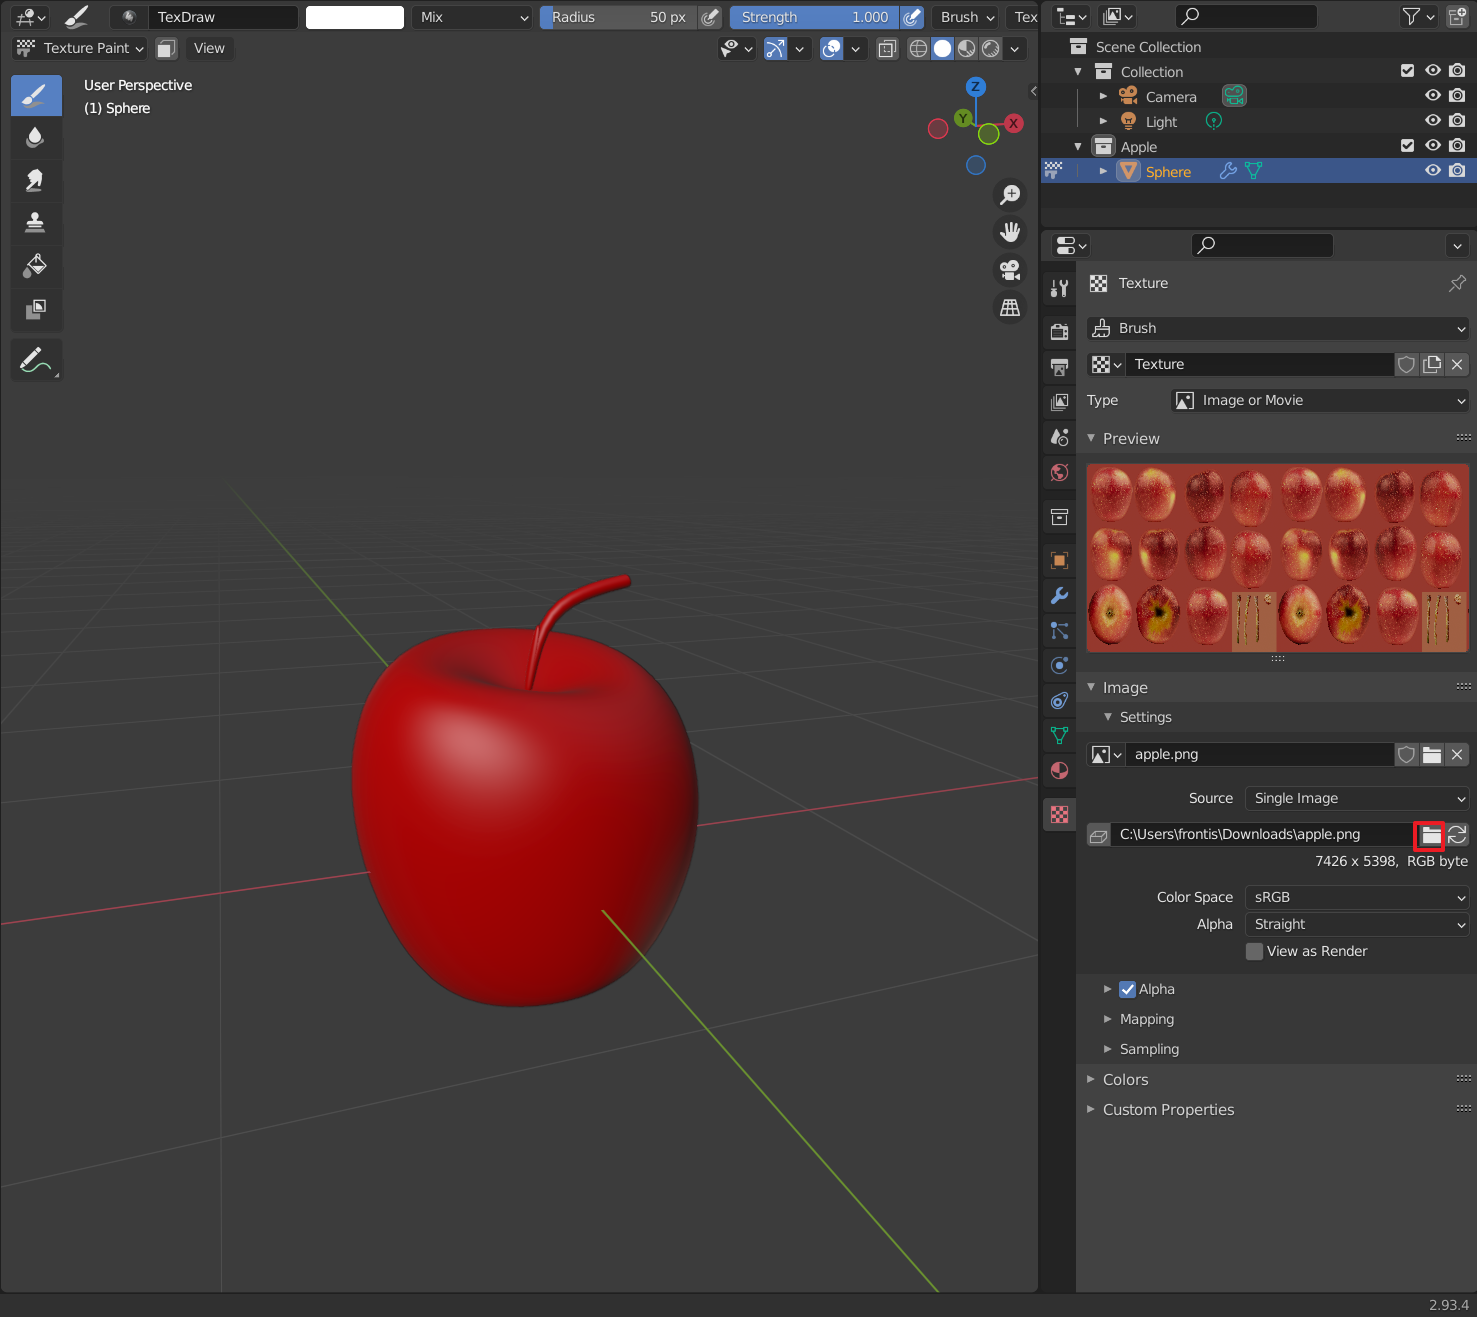 TexDraw
Mix
Radius 50 px
Strength 1.000
Brush
Tex
Texture Paint
View
User Perspective
(1) Sphere
Z
Y
X
Scene Collection
Collection
Camera
Light
Apple
Sphere
Texture
Brush
Texture
Type Image or Movie
Preview
Image
Settings
apple.png
Source Single Image
C:\Users\frontis\Downloads\apple.png
7426 x 5398, RGB byte
Color Space sRGB
Alpha Straight
View as Render
Alpha
Mapping
Sampling
Colors
Custom Properties
2.93.4